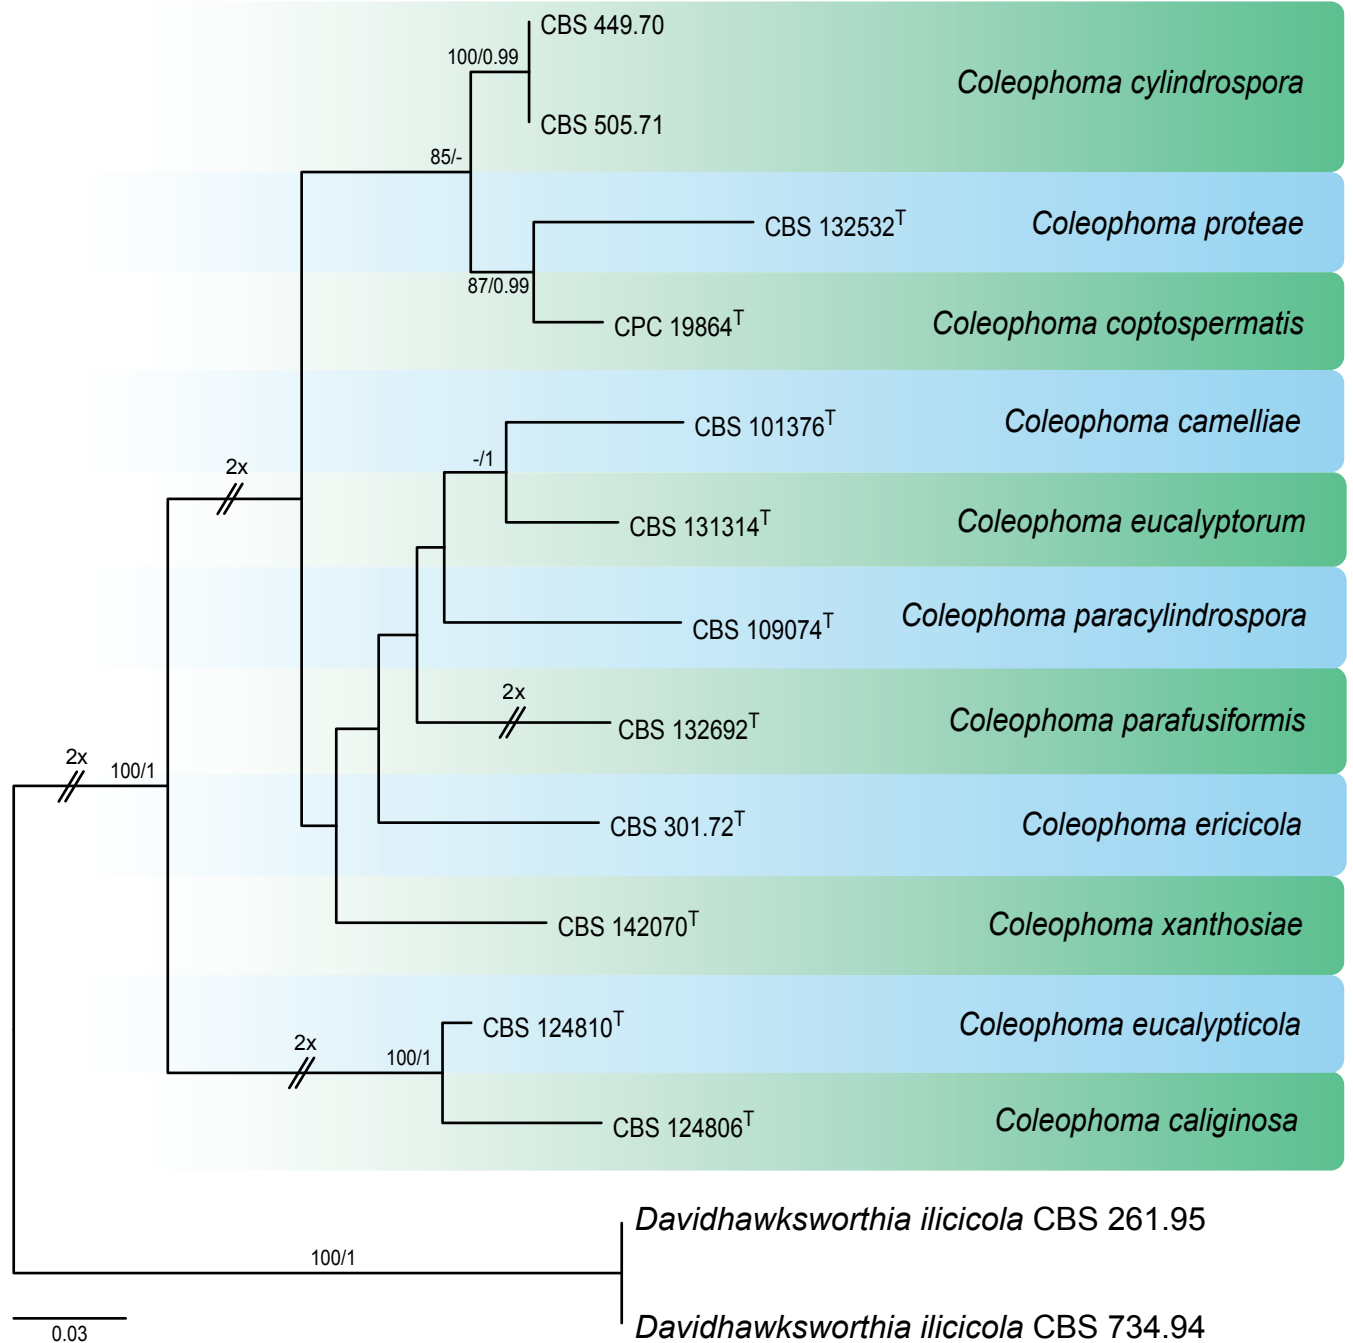 CBS 449.70
100/0.99
Coleophoma cylindrospora
CBS 505.71
85/-
CBS 132532T
Coleophoma proteae
87/0.99
CPC 19864T
Coleophoma coptospermatis
CBS 101376T
Coleophoma camelliae
-/1
2x
CBS 131314T
Coleophoma eucalyptorum
CBS 109074T
Coleophoma paracylindrospora
2x
CBS 132692T
Coleophoma parafusiformis
2x
100/1
CBS 301.72T
Coleophoma ericicola
CBS 142070T
Coleophoma xanthosiae
CBS 124810T
Coleophoma eucalypticola
2x
100/1
CBS 124806T
Coleophoma caliginosa
Davidhawksworthia ilicicola CBS 261.95
100/1
Davidhawksworthia ilicicola CBS 734.94
0.03